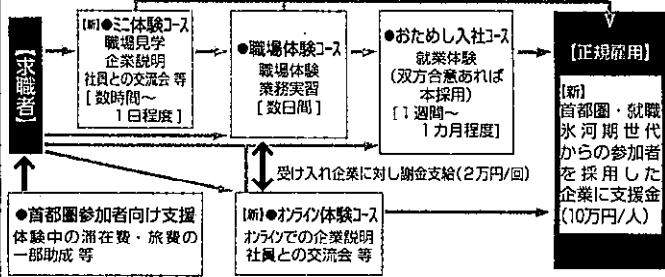 【求職者】
[新]●ミニ体験コース
職場見学
企業説明
社員との交流会 等
[数時間〜
1日程度]
●職場体験コース
職場体験
業務実習
[数日間]
●おためし入社コース
就業体験
(双方合意あれば
本採用)
[1週間〜
1カ月程度]
【正規雇用】
[新]
首都圏・就職
氷河期世代
からの参加者
を採用した
企業に支援金
(10万円/人)
受け入れ企業に対し謝金支給(2万円/回)
●首都圏参加者向け支援
体験中の滞在費・旅費の
一部助成 等
[新]●オンライン体験コース
オンラインでの企業説明
社員との交流会 等